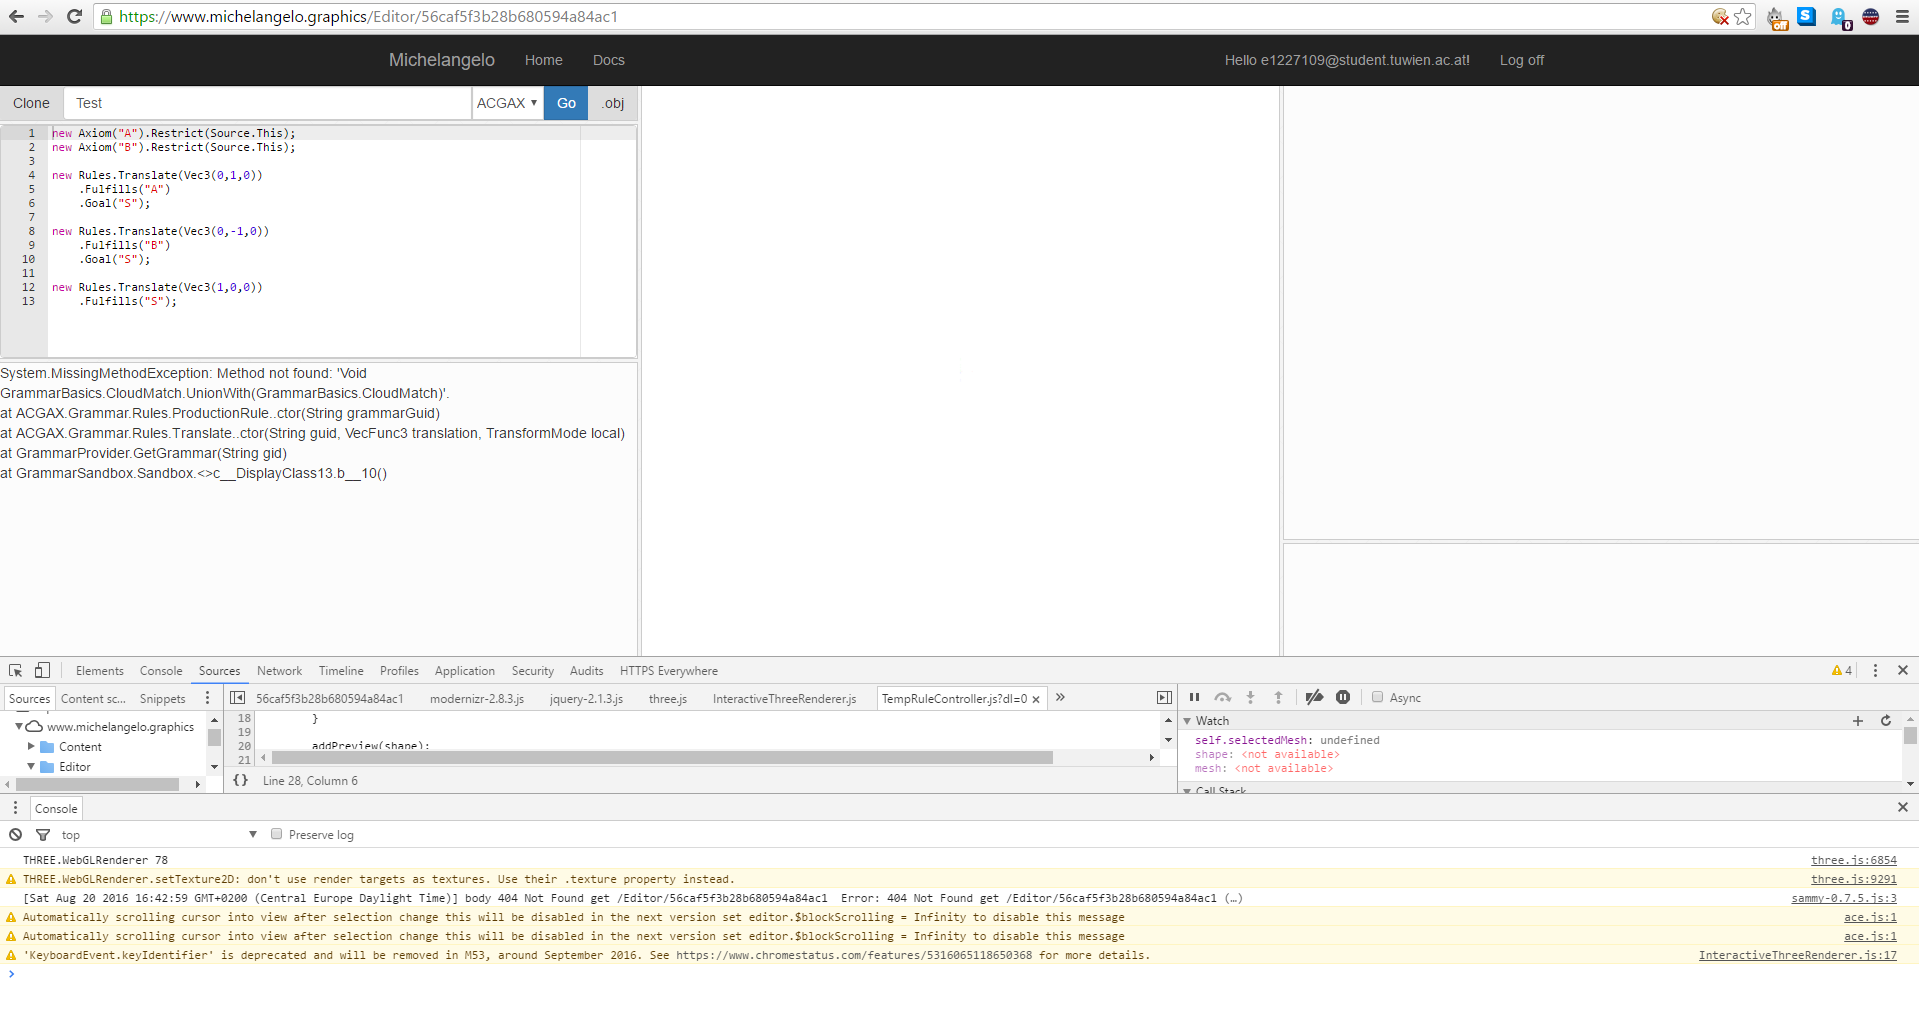 https://www.michelangelo.graphics/Editor/56caf5f3b28b680594a84ac1
off
0
Michelangelo Home Docs Hello e1227109@student.tuwien.ac.at! Log off
Clone Test ACGAX Go .obj
1 new Axiom("A").Restrict(Source.This);
2 new Axiom("B").Restrict(Source.This);
3
4 new Rules.Translate(Vec3(0,1,0))
5 .Fulfills("A")
6 .Goal("S");
7
8 new Rules.Translate(Vec3(0,-1,0))
9 .Fulfills("B")
10 .Goal("S");
11
12 new Rules.Translate(Vec3(1,0,0))
13 .Fulfills("S");
System.MissingMethodException: Method not found: 'Void
GrammarBasics.CloudMatch.UnionWith(GrammarBasics.CloudMatch)'.
at ACGAX.Grammar.Rules.ProductionRule..ctor(String grammarGuid)
at ACGAX.Grammar.Rules.Translate..ctor(String guid, VecFunc3 translation, TransformMode local)
at GrammarProvider.GetGrammar(String gid)
at GrammarSandbox.Sandbox.<>c__DisplayClass13.b__10()
Elements Console Sources Network Timeline Profiles Application Security Audits HTTPS Everywhere 4
Sources Content sc... Snippets 56caf5f3b28b680594a84ac1 modernizr-2.8.3.js jquery-2.1.3.js three.js InteractiveThreeRenderer.js TempRuleController.js?dl=0 × » Async
www.michelangelo.graphics
Content
Editor
18 }
19
20 addPreview(shape);
21
{} Line 28, Column 6
Watch
self.selectedMesh: undefined
shape: <not available>
mesh: <not available>
Call Stack
Console
top Preserve log
THREE.WebGLRenderer 78 three.js:6854
THREE.WebGLRenderer.setTexture2D: don't use render targets as textures. Use their .texture property instead. three.js:9291
[Sat Aug 20 2016 16:42:59 GMT+0200 (Central Europe Daylight Time)] body 404 Not Found get /Editor/56caf5f3b28b680594a84ac1 Error: 404 Not Found get /Editor/56caf5f3b28b680594a84ac1 (…) sammy-0.7.5.js:3
Automatically scrolling cursor into view after selection change this will be disabled in the next version set editor.$blockScrolling = Infinity to disable this message ace.js:1
Automatically scrolling cursor into view after selection change this will be disabled in the next version set editor.$blockScrolling = Infinity to disable this message ace.js:1
'KeyboardEvent.keyIdentifier' is deprecated and will be removed in M53, around September 2016. See https://www.chromestatus.com/features/5316065118650368 for more details. InteractiveThreeRenderer.js:17